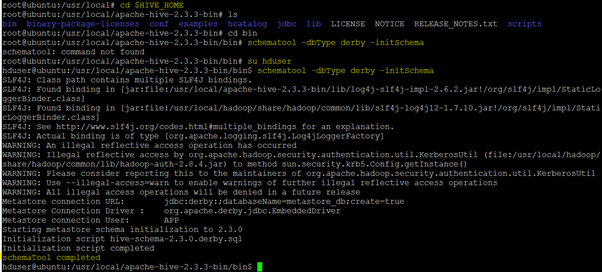 root@ubuntu:/usr/local# cd $HIVE_HOME
root@ubuntu:/usr/local/apache-hive-2.3.3-bin# ls
bin binary-package-licenses conf examples hcatalog jdbc lib LICENSE NOTICE RELEASE_NOTES.txt scripts
root@ubuntu:/usr/local/apache-hive-2.3.3-bin# cd bin
root@ubuntu:/usr/local/apache-hive-2.3.3-bin/bin# schematool -dbType derby -initSchema
schematool: command not found
root@ubuntu:/usr/local/apache-hive-2.3.3-bin/bin# su hduser
hduser@ubuntu:/usr/local/apache-hive-2.3.3-bin/bin$ schematool -dbType derby -initSchema
SLF4J: Class path contains multiple SLF4J bindings.
SLF4J: Found binding in [jar:file:/usr/local/apache-hive-2.3.3-bin/lib/log4j-slf4j-impl-2.6.2.jar!/org/slf4j/impl/StaticLo
ggerBinder.class]
SLF4J: Found binding in [jar:file:/usr/local/hadoop/share/hadoop/common/lib/slf4j-log4j12-1.7.10.jar!/org/slf4j/impl/Stati
cLoggerBinder.class]
SLF4J: See http://www.slf4j.org/codes.html#multiple_bindings for an explanation.
SLF4J: Actual binding is of type [org.apache.logging.slf4j.Log4jLoggerFactory]
WARNING: An illegal reflective access operation has occurred
WARNING: Illegal reflective access by org.apache.hadoop.security.authentication.util.KerberosUtil (file:/usr/local/hadoop/
share/hadoop/common/lib/hadoop-auth-2.8.4.jar) to method sun.security.krb5.Config.getInstance()
WARNING: Please consider reporting this to the maintainers of org.apache.hadoop.security.authentication.util.KerberosUtil
WARNING: Use --illegal-access=warn to enable warnings of further illegal reflective access operations
WARNING: All illegal access operations will be denied in a future release
Metastore connection URL: jdbc:derby:;databaseName=metastore_db;create=true
Metastore Connection Driver : org.apache.derby.jdbc.EmbeddedDriver
Metastore connection User: APP
Starting metastore schema initialization to 2.3.0
Initialization script hive-schema-2.3.0.derby.sql
Initialization script completed
schemaTool completed
hduser@ubuntu:/usr/local/apache-hive-2.3.3-bin/bin$